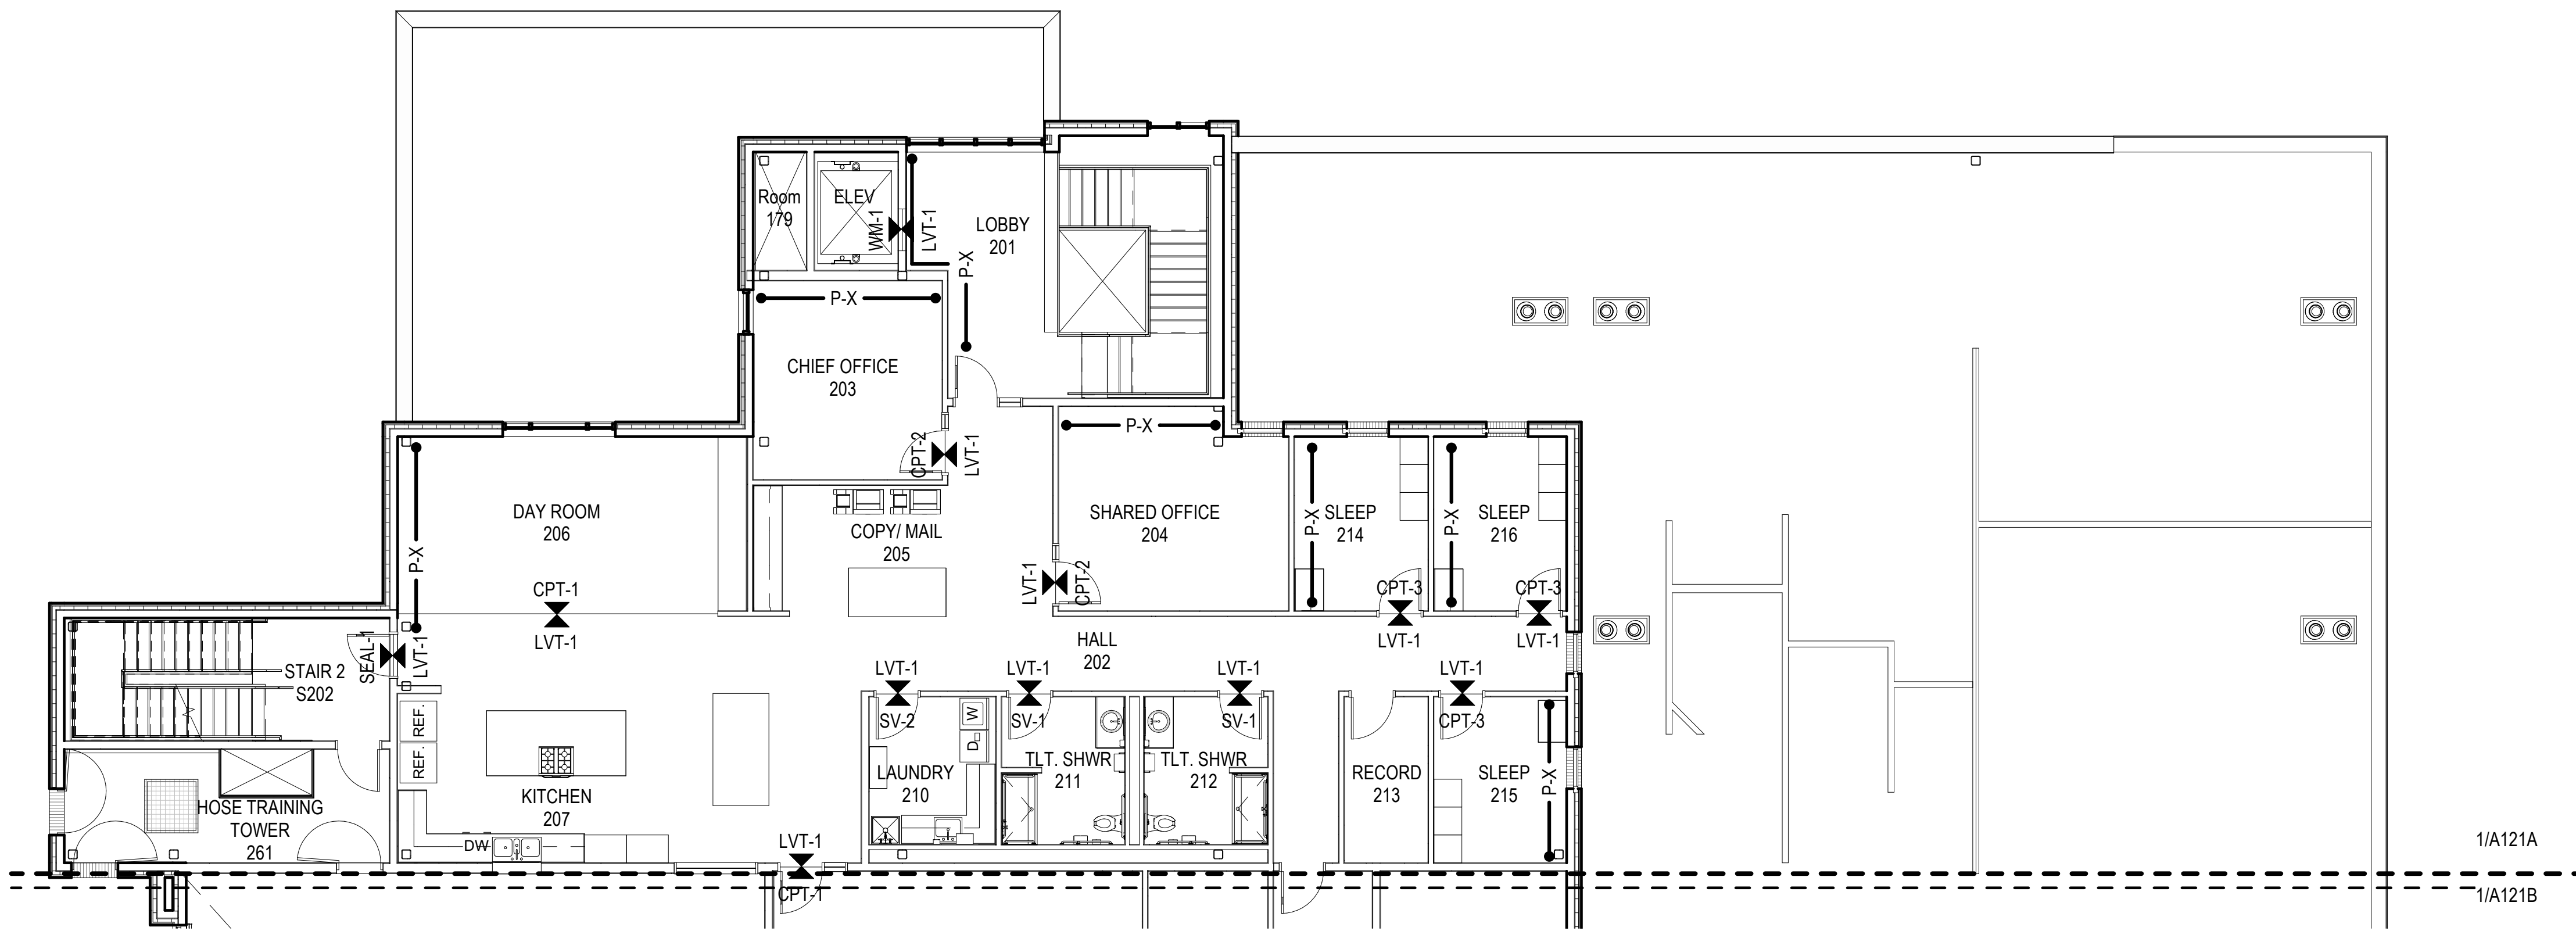 Room
179
ELEV
WM-1
LVT-1
LOBBY
201
P-X
P-X
CHIEF OFFICE
203
CPT-2
LVT-1
P-X
DAY ROOM
206
P-X
COPY/ MAIL
205
SHARED OFFICE
204
LVT-1
CPT-2
SLEEP
214
P-X
SLEEP
216
P-X
CPT-1
LVT-1
CPT-3
LVT-1
CPT-3
LVT-1
STAIR 2
S202
SEAL-1
LVT-1
HALL
202
LVT-1
SV-2
LVT-1
SV-1
LVT-1
SV-1
LVT-1
CPT-3
REF.
REF.
KITCHEN
207
DW
W
D
LAUNDRY
210
TLT. SHWR
211
TLT. SHWR
212
RECORD
213
SLEEP
215
P-X
HOSE TRAINING
TOWER
261
LVT-1
CPT-1
1/A121A
1/A121B